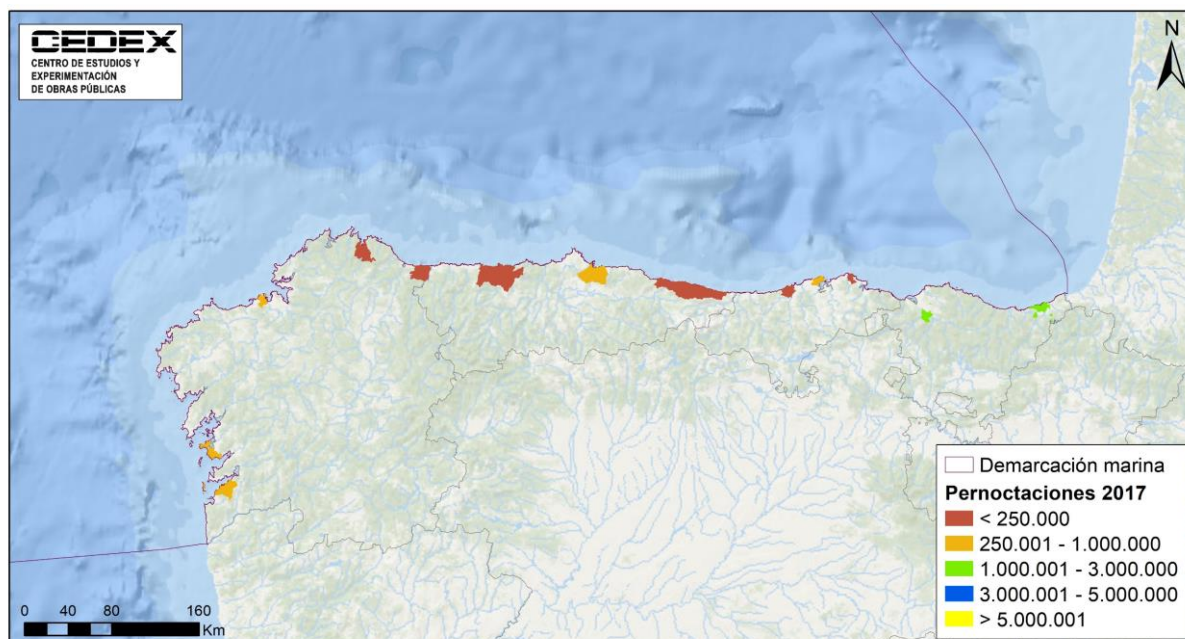 CEDEX
CENTRO DE ESTUDIOS Y
EXPERIMENTACIÓN
DE OBRAS PÚBLICAS
N
Demarcación marina
Pernoctaciones 2017
< 250.000
250.001 - 1.000.000
1.000.001 - 3.000.000
3.000.001 - 5.000.000
> 5.000.001
0 40 80 160
Km